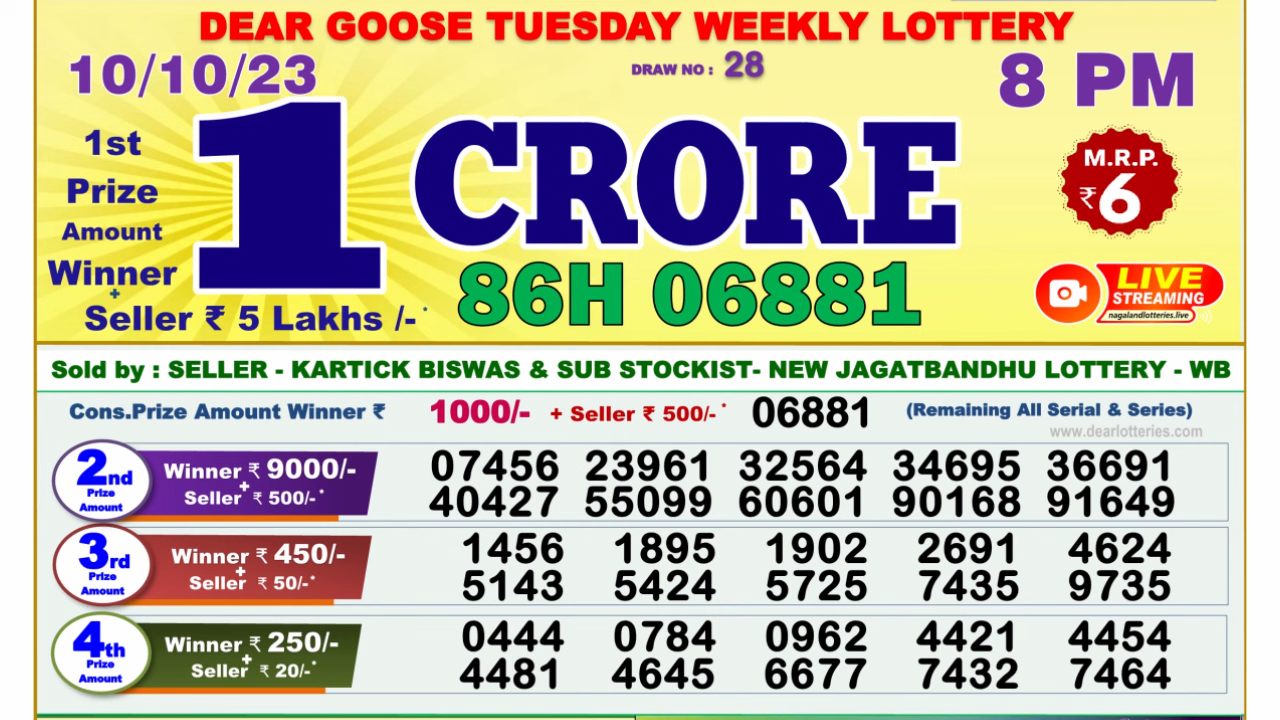 DEAR GOOSE TUESDAY WEEKLY LOTTERY
10/10/23
DRAW NO : 28
8 PM
1st
Prize
Amount
Winner
+
Seller ₹ 5 Lakhs /-*
1 CRORE
86H 06881
M.R.P.
₹6
LIVE
STREAMING
nagalandlotteries.live
Sold by : SELLER - KARTICK BISWAS & SUB STOCKIST- NEW JAGATBANDHU LOTTERY - WB
Cons.Prize Amount Winner ₹ 1000/- + Seller ₹ 500/-* 06881 (Remaining All Serial & Series)
www.dearlotteries.com
2nd
Prize
Amount
Winner ₹ 9000/-
+
Seller ₹ 500/-*
07456 23961 32564 34695 36691
40427 55099 60601 90168 91649
3rd
Prize
Amount
Winner ₹ 450/-
+
Seller ₹ 50/-*
1456 1895 1902 2691 4624
5143 5424 5725 7435 9735
4th
Prize
Amount
Winner ₹ 250/-
+
Seller ₹ 20/-*
0444 0784 0962 4421 4454
4481 4645 6677 7432 7464